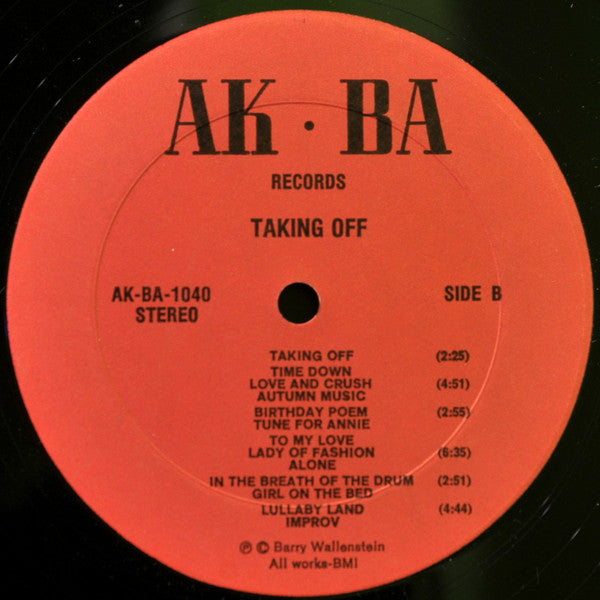 AK·BA
RECORDS
TAKING OFF
AK-BA-1040
STEREO
SIDE B
TAKING OFF (2:25)
TIME DOWN
LOVE AND CRUSH (4:51)
AUTUMN MUSIC
BIRTHDAY POEM (2:55)
TUNE FOR ANNIE
TO MY LOVE
LADY OF FASHION (6:35)
ALONE
IN THE BREATH OF THE DRUM (2:51)
GIRL ON THE BED
LULLABY LAND (4:44)
IMPROV
℗ © Barry Wallenstein
All works-BMI